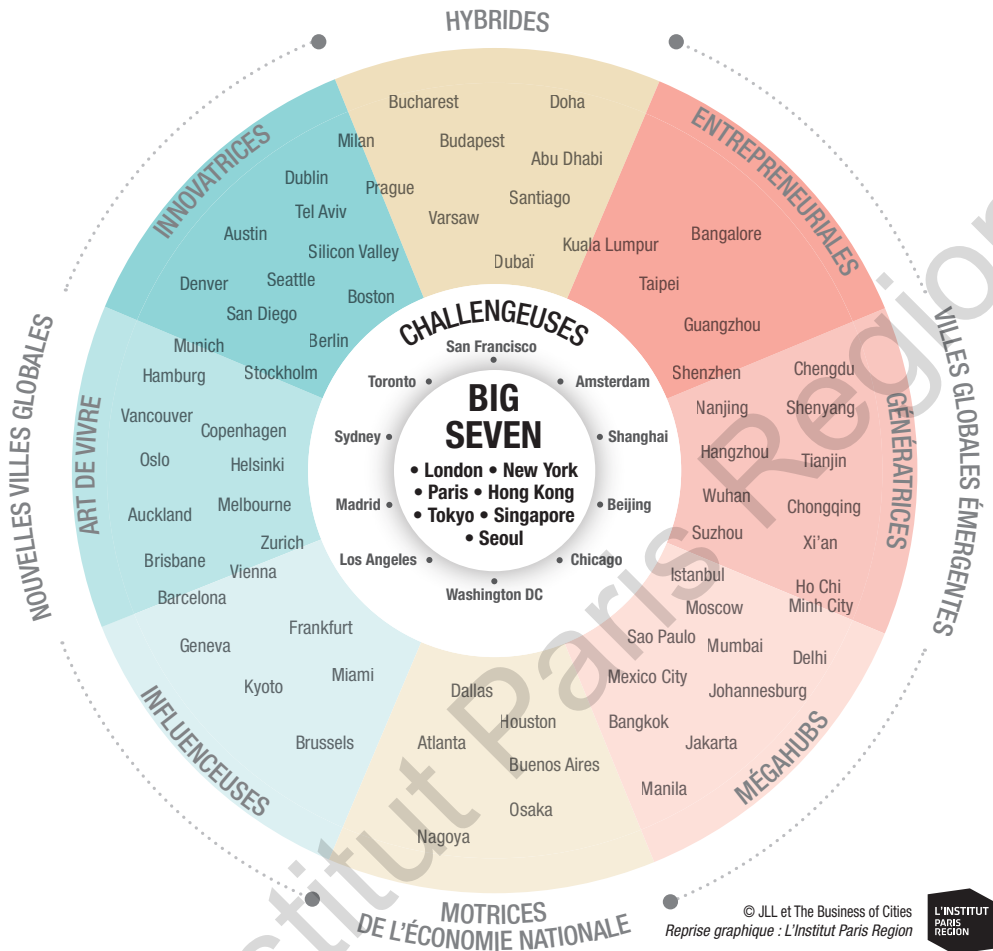 HYBRIDES
Bucharest
Doha
Budapest
Abu Dhabi
Santiago
Varsaw
Dubaï
ENTREPRENEURIALES
Kuala Lumpur
Bangalore
Taipei
Guangzhou
Shenzhen
VILLES GLOBALES ÉMERGENTES
GÉNÉRATRICES
Chengdu
Nanjing
Shenyang
Hangzhou
Tianjin
Wuhan
Chongqing
Suzhou
Xi'an
Ho Chi
Minh City
MÉGAHUBS
Istanbul
Moscow
Sao Paulo
Mumbai
Delhi
Mexico City
Johannesburg
Bangkok
Jakarta
Manila
MOTRICES
DE L'ÉCONOMIE NATIONALE
Dallas
Houston
Atlanta
Buenos Aires
Osaka
Nagoya
INFLUENCEUSES
Barcelona
Frankfurt
Geneva
Miami
Kyoto
Brussels
NOUVELLES VILLES GLOBALES
ART DE VIVRE
Hamburg
Vancouver
Copenhagen
Oslo
Helsinki
Melbourne
Auckland
Zurich
Brisbane
Vienna
INNOVATRICES
Milan
Dublin
Prague
Tel Aviv
Austin
Silicon Valley
Denver
Seattle
Boston
San Diego
Berlin
Munich
Stockholm
CHALLENGEUSES
San Francisco
Toronto
Amsterdam
Sydney
Shanghai
Madrid
Beijing
Los Angeles
Chicago
Washington DC
BIG
SEVEN
• London • New York
• Paris • Hong Kong
• Tokyo • Singapore
• Seoul
© JLL et The Business of Cities
Reprise graphique : L'Institut Paris Region
L'INSTITUT
PARIS
REGION
stitut Paris Region